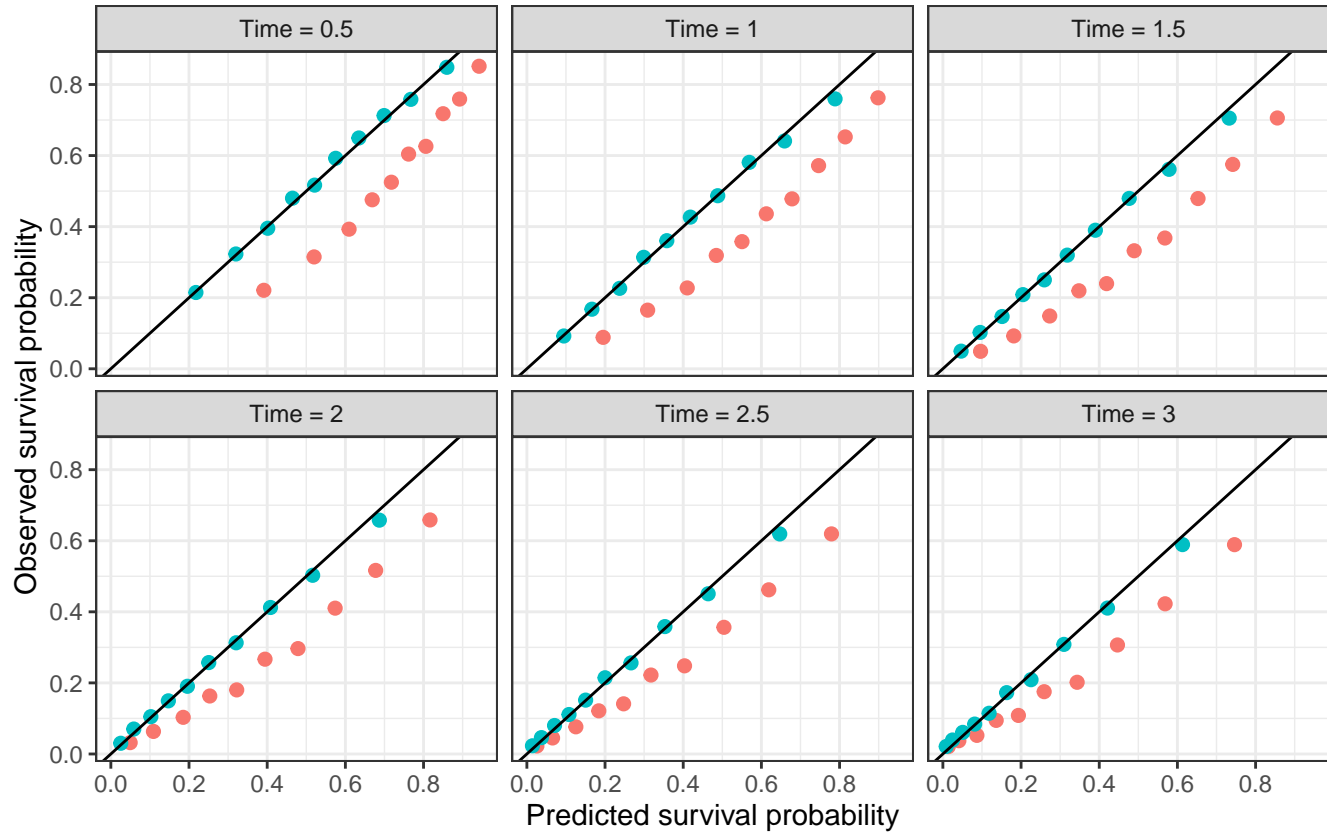 Time = 0.5
Time = 1
Time = 1.5
0.8
0.6
0.4
0.2
0.0
Time = 2
Time = 2.5
Time = 3
0.8
0.6
0.4
0.2
0.0
0.0 0.2 0.4 0.6 0.8
0.0 0.2 0.4 0.6 0.8
0.0 0.2 0.4 0.6 0.8
Observed survival probability
Predicted survival probability